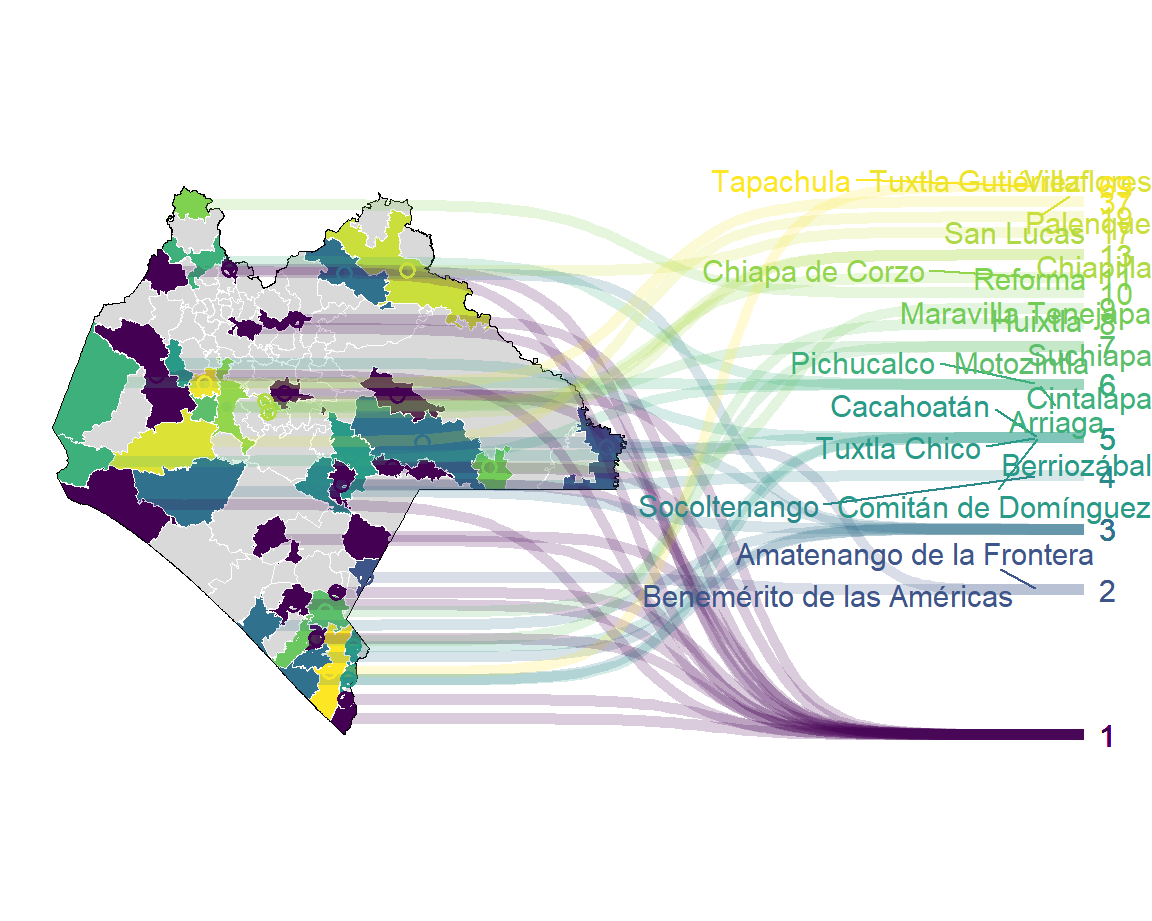 Tapachula
Tuxtla Gutiérrez
Villaflores
37
Palenque
San Lucas
17
13
Chiapa de Corzo
Chiapilla
Reforma
11
10
Maravilla Tenejapa
9
Huixtla
8
7
Suchiapa
Pichucalco
Motozintla
6
Cintalapa
Cacahoatán
Arriaga
5
Tuxtla Chico
Berriozábal
4
Socoltenango
Comitán de Domínguez
3
Amatenango de la Frontera
2
Benemérito de las Américas
1